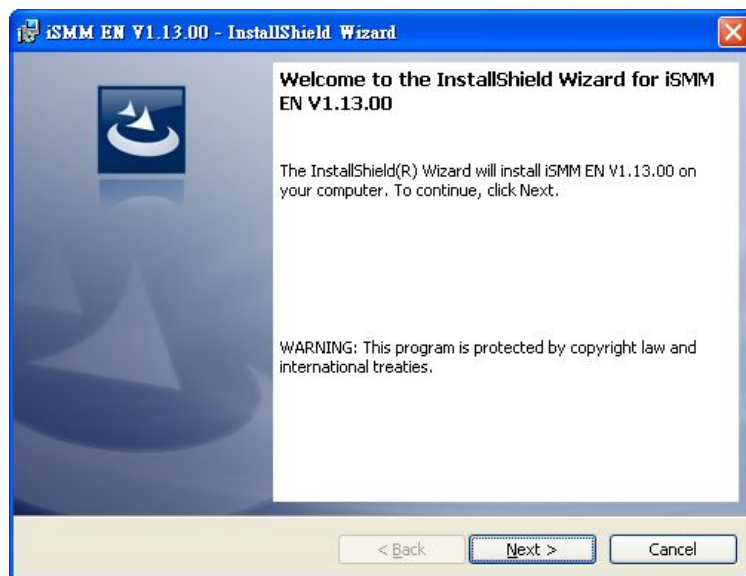 iSMM EN V1.13.00 - InstallShield Wizard
Welcome to the InstallShield Wizard for iSMM
EN V1.13.00
The InstallShield(R) Wizard will install iSMM EN V1.13.00 on
your computer. To continue, click Next.
WARNING: This program is protected by copyright law and
international treaties.
< Back
Next >
Cancel